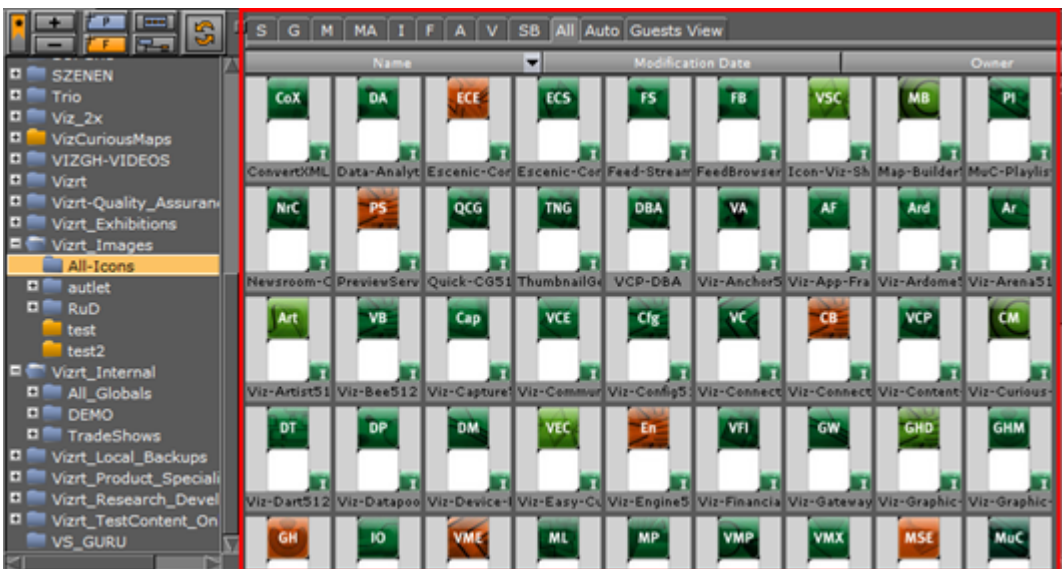 P
F
SZENEN
Trio
Viz_2x
VizCuriousMaps
VIZGH-VIDEOS
Vizrt
Vizrt-Quality_Assuran
Vizrt_Exhibitions
Vizrt_Images
All-Icons
autlet
RuD
test
test2
Vizrt_Internal
All_Globals
DEMO
TradeShows
Vizrt_Local_Backups
Vizrt_Product_Speciali
Vizrt_Research_Devel
Vizrt_TestContent_On
VS_GURU
S G M MA I F A V SB All Auto Guests View
Name Modification Date Owner
CoX DA ECE ECS FS FB VSC MB PI
I I I I I I I I I
ConvertXML Data-Analyt Escenic-Cor Escenic-Cor Feed-Stream FeedBrowser Icon-Viz-Sh Map-Builder MuC-Playlis
NrC PS QCG TNG DBA VA AF Ard Ar
I I I I I I I I I
Newsroom-C PreviewServ Quick-CG51 ThumbnailGe VCP-DBA Viz-Anchor5 Viz-App-Fra Viz-Ardome Viz-Arena51
Art VB Cap VCE Cfg VC CB VCP CM
I I I I I I I I I
Viz-Artist51 Viz-Bee512 Viz-Capture Viz-Commur Viz-Config5 Viz-Connect Viz-Connect Viz-Content Viz-Curious-
DT DP DM VEC En VFI GW GHD GHM
I I I I I I I I I
Viz-Dart512 Viz-Datapoo Viz-Device- Viz-Easy-Cu Viz-Engine5 Viz-Financia Viz-Gateway Viz-Graphic- Viz-Graphic-
GH IO VME ML MP VMP VMX MSE MuC